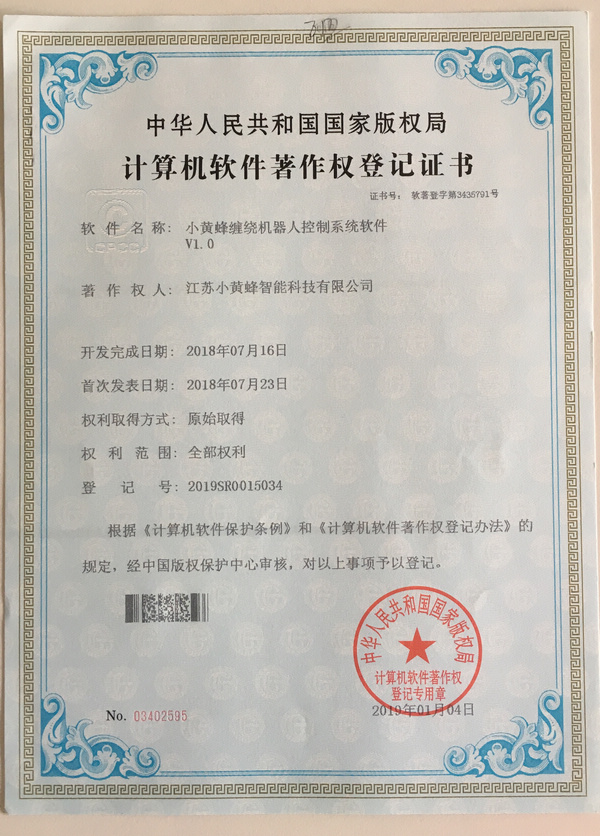 中华人民共和国国家版权局
计算机软件著作权登记证书
证书号： 软著登字第3435791号
软件名称： 小黄蜂缠绕机器人控制系统软件
V1.0
著作权人： 江苏小黄蜂智能科技有限公司
开发完成日期： 2018年07月16日
首次发表日期： 2018年07月23日
权利取得方式： 原始取得
权利范围： 全部权利
登记号： 2019SR0015034
根据《计算机软件保护条例》和《计算机软件著作权登记办法》的
规定，经中国版权保护中心审核，对以上事项予以登记。
中华人民共和国国家版权局
计算机软件著作权
登记专用章
No. 03402595
2019年01月04日
CPCC